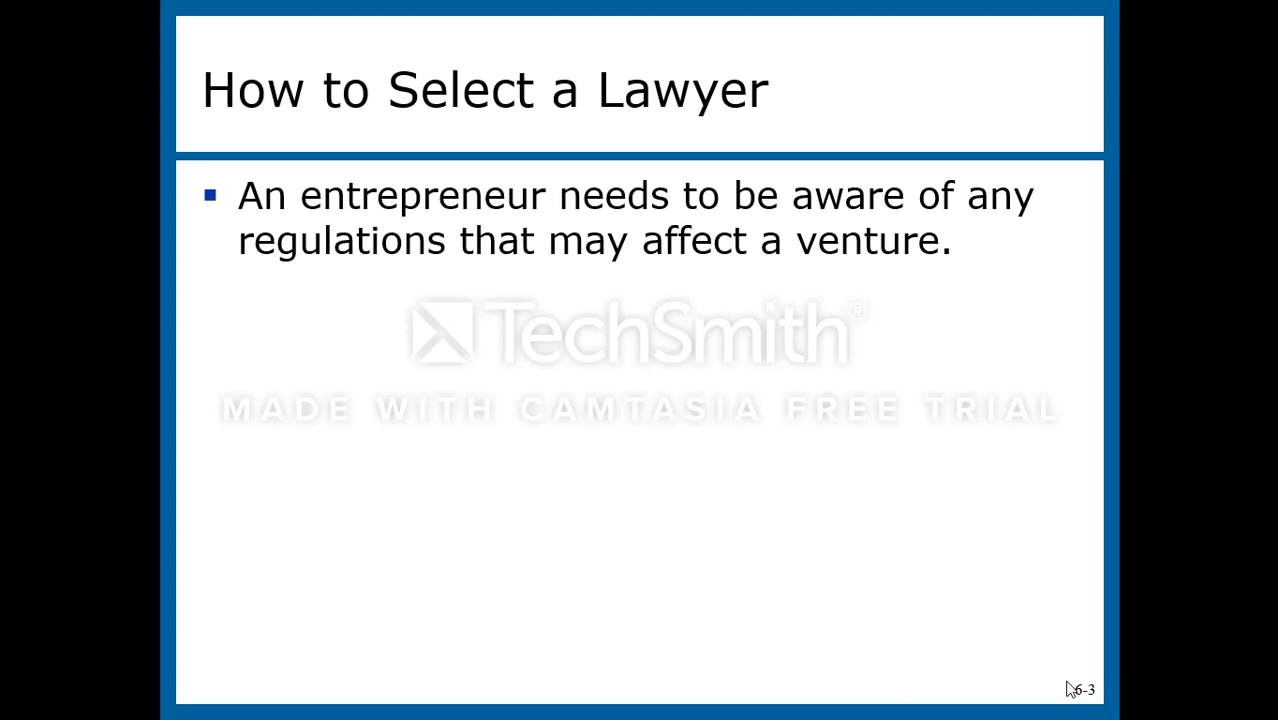 How to Select a Lawyer
▪ An entrepreneur needs to be aware of any
regulations that may affect a venture.
TechSmith®
MADE WITH CAMTASIA FREE TRIAL
6-3